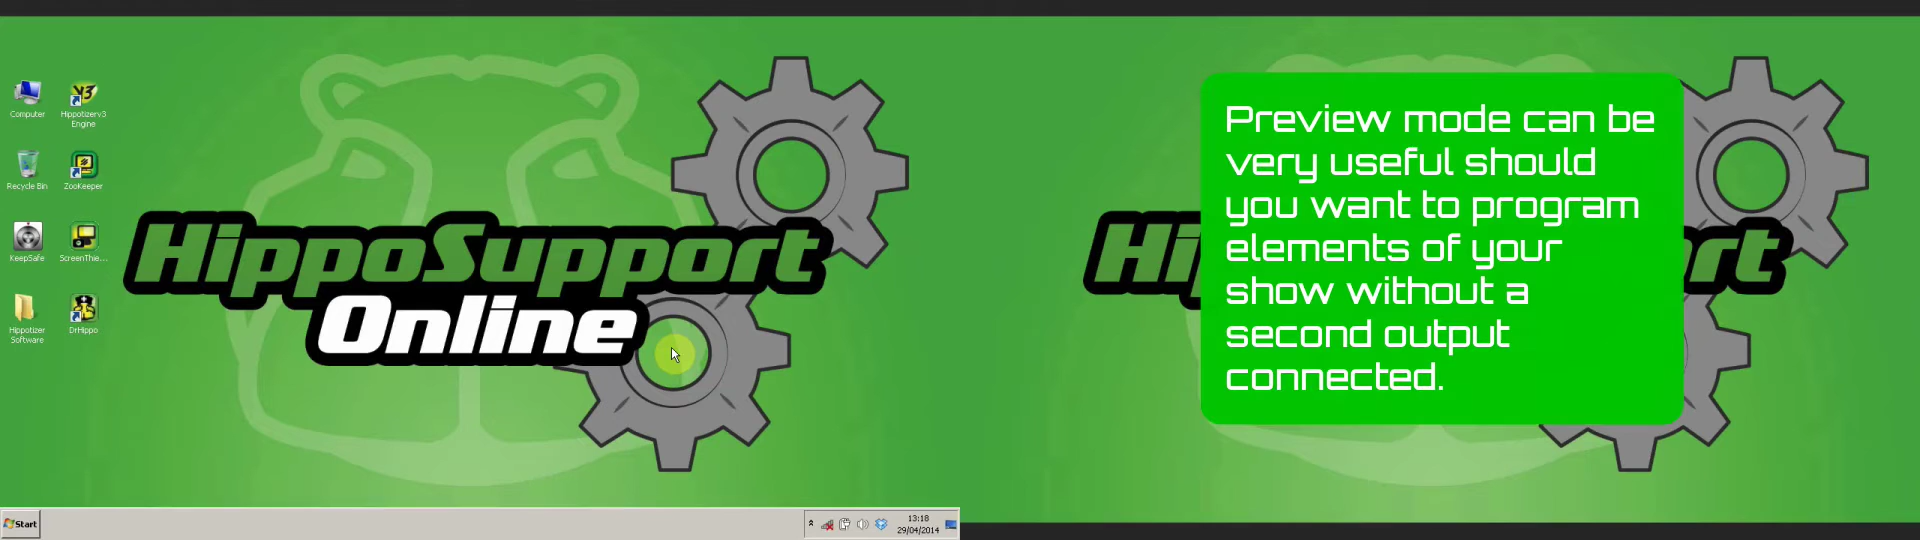 Computer
Hippotizerv3
Engine
Recycle Bin
ZooKeeper
KeepSafe
ScreenThie...
Hippotizer
Software
DrHippo
HippoSupport
Online
Start
13:18
29/04/2014
Preview mode can be
very useful should
you want to program
elements of your
show without a
second output
connected.